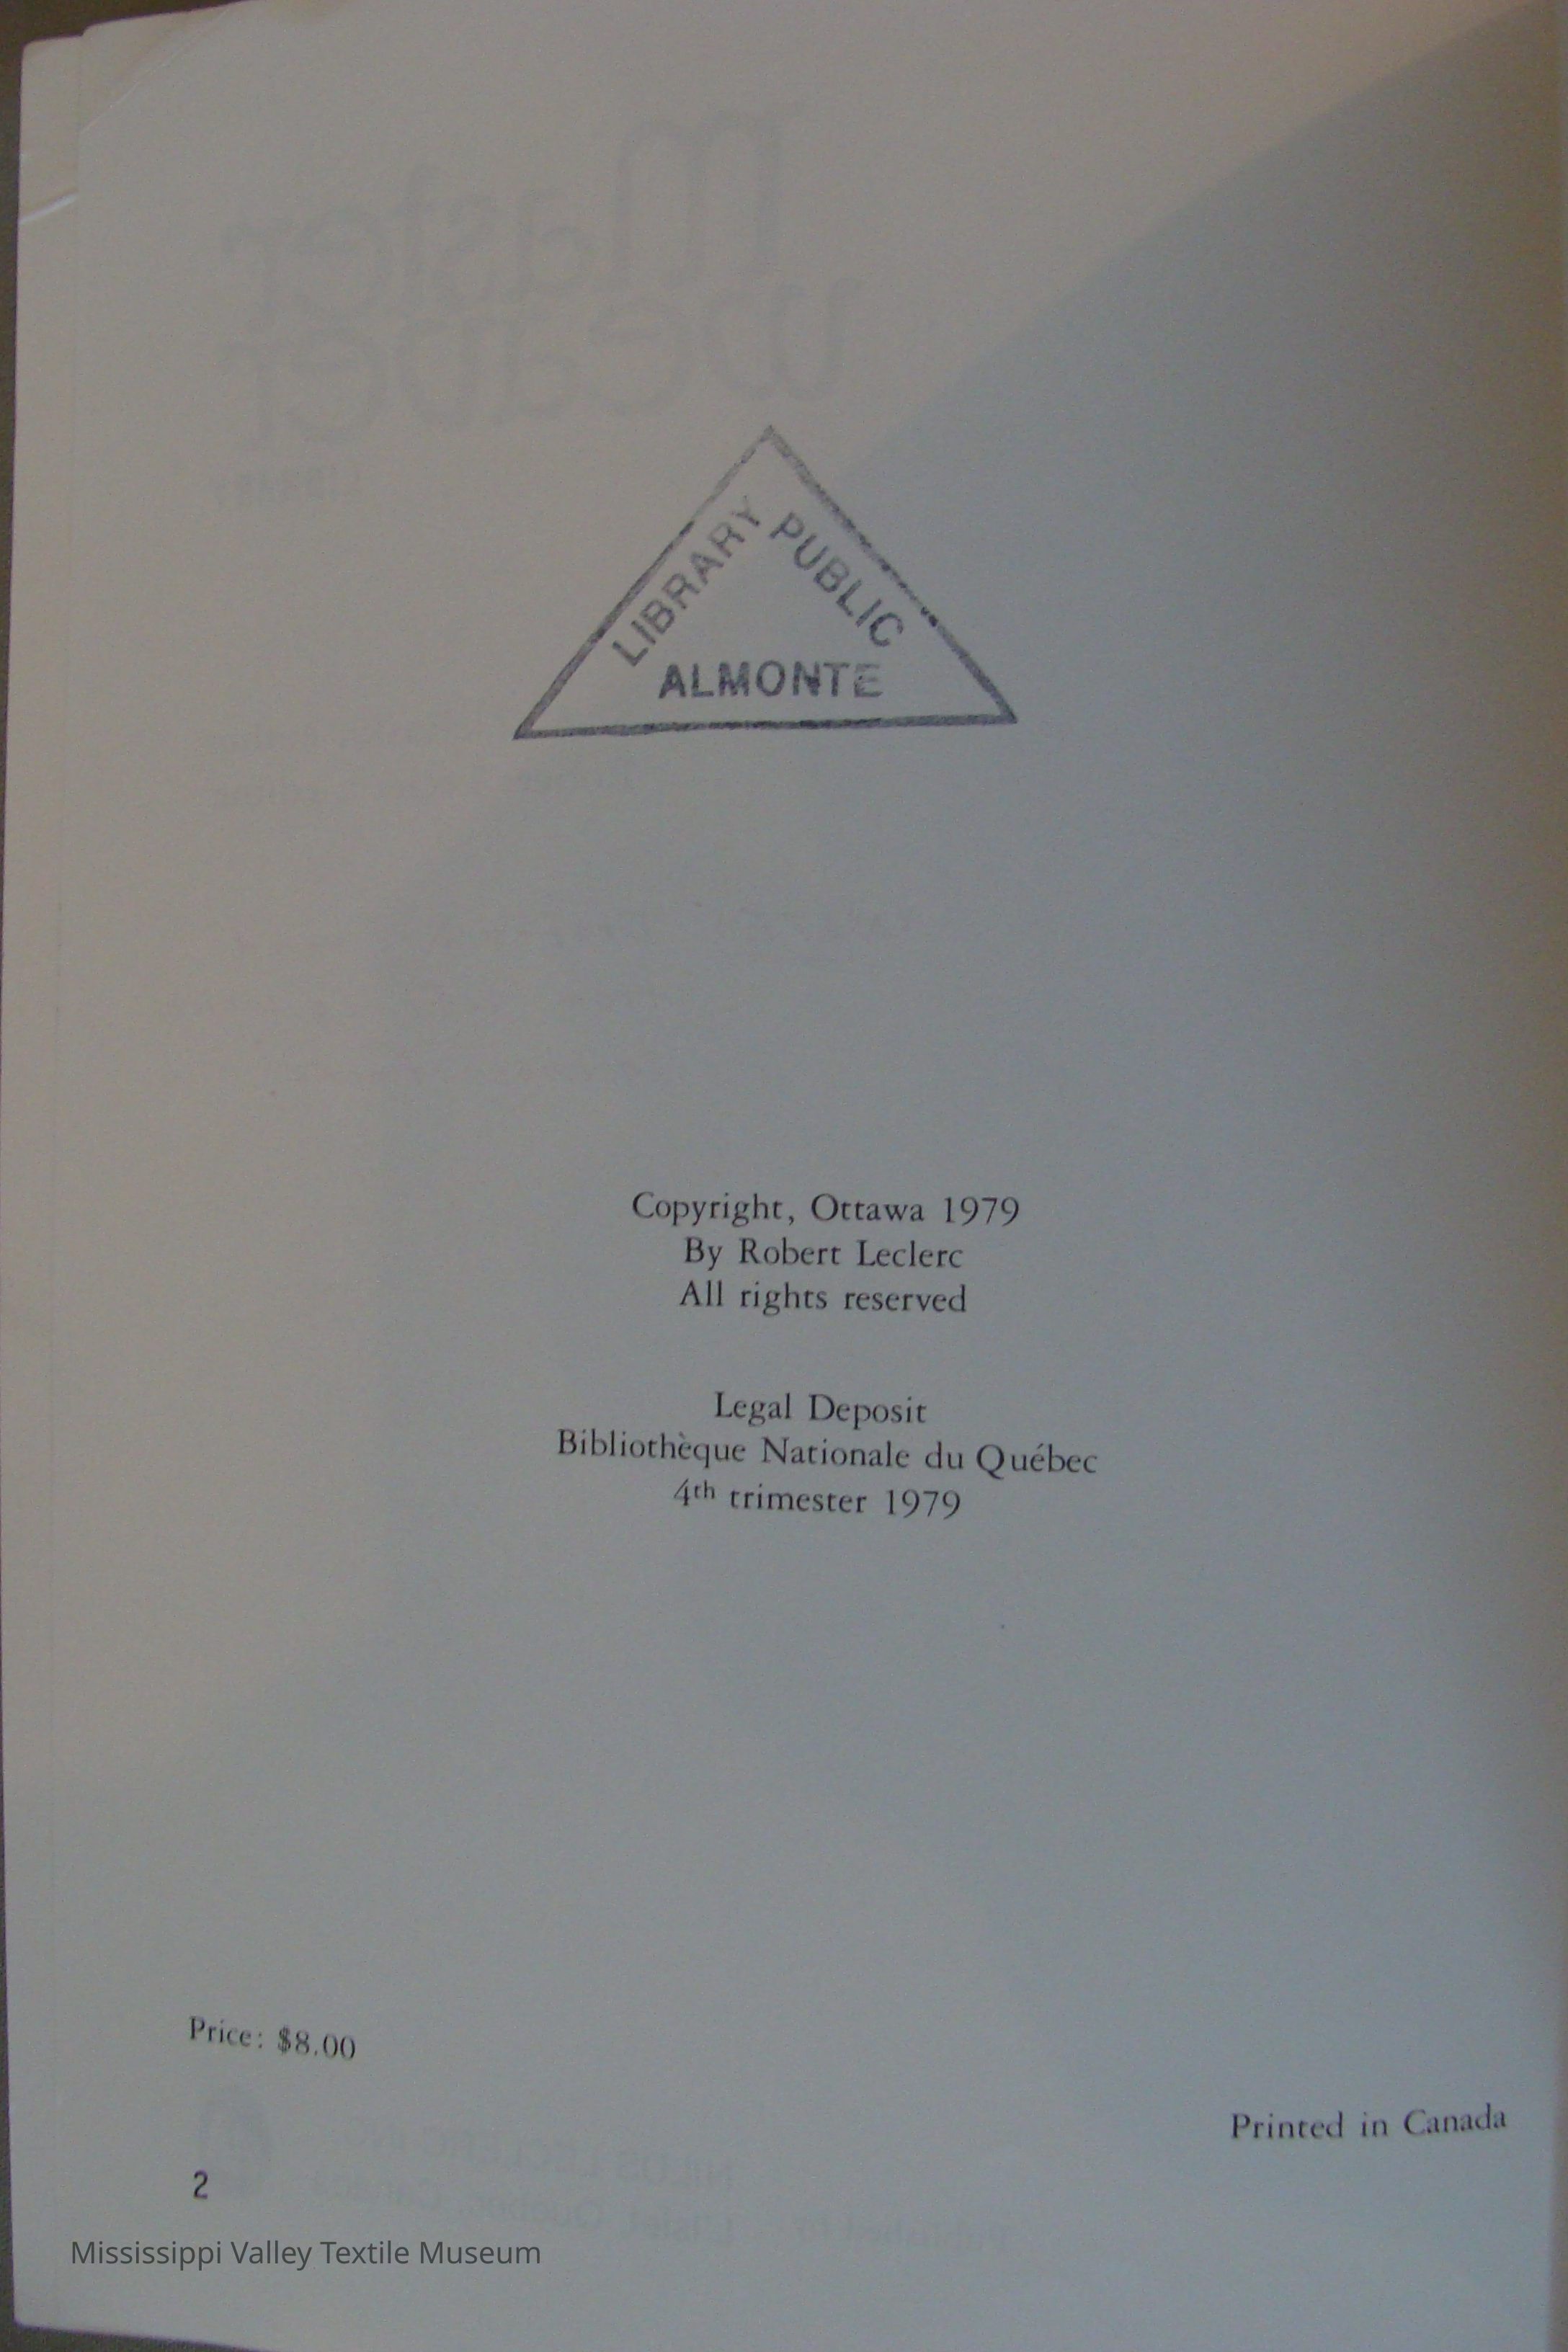 LIBRARY
PUBLIC
ALMONTE
Copyright, Ottawa 1979
By Robert Leclerc
All rights reserved
Legal Deposit
Bibliothèque Nationale du Québec
4th trimester 1979
Price: $8.00
Printed in Canada
2
Mississippi Valley Textile Museum